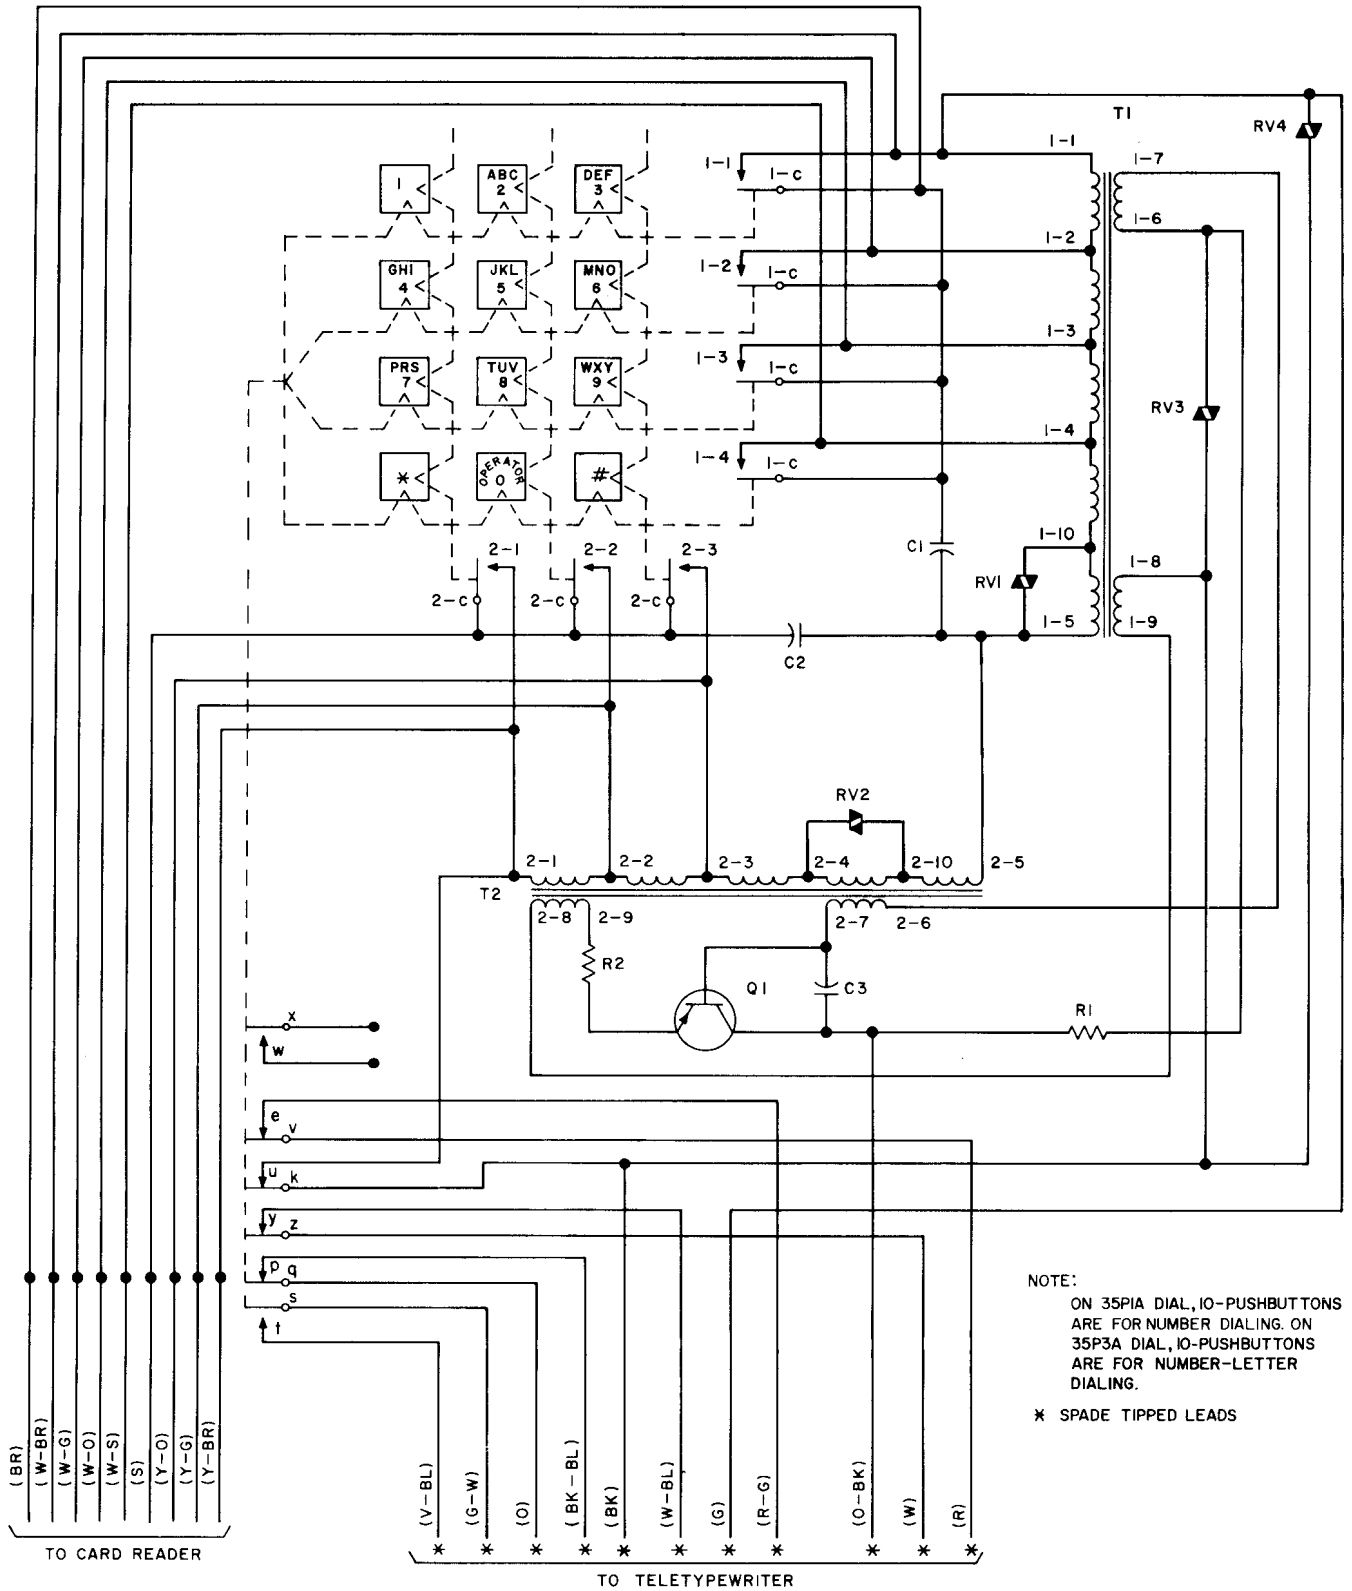 T1
RV4
1-1
1-7
1
ABC
2
DEF
3
1-1
1-c
1-6
1-2
GHI
4
JKL
5
MNO
6
1-2
1-c
1-3
PRS
7
TUV
8
WXY
9
1-3
1-c
RV3
1-4
*
OPERATOR
0
#
1-4
1-c
1-10
C1
2-1
2-2
2-3
RV1
1-8
2-c
2-c
2-c
1-5
1-9
C2
RV2
2-1
2-2
2-3
2-4
2-10
2-5
T2
2-8
2-9
2-7
2-6
R2
Q1
C3
R1
x
w
e
v
u
k
y
z
p
q
s
t
NOTE:
ON 35P1A DIAL, 10-PUSHBUTTONS
ARE FOR NUMBER DIALING. ON
35P3A DIAL, 10-PUSHBUTTONS
ARE FOR NUMBER-LETTER
DIALING.
* SPADE TIPPED LEADS
(BR)
(W-BR)
(W-G)
(W-O)
(W-S)
(S)
(Y-O)
(Y-G)
(Y-BR)
(V-BL)
(G-W)
(O)
(BK-BL)
(BK)
(W-BL)
(G)
(R-G)
(O-BK)
(W)
(R)
* * * * * * * * * * *
TO CARD READER
TO TELETYPEWRITER